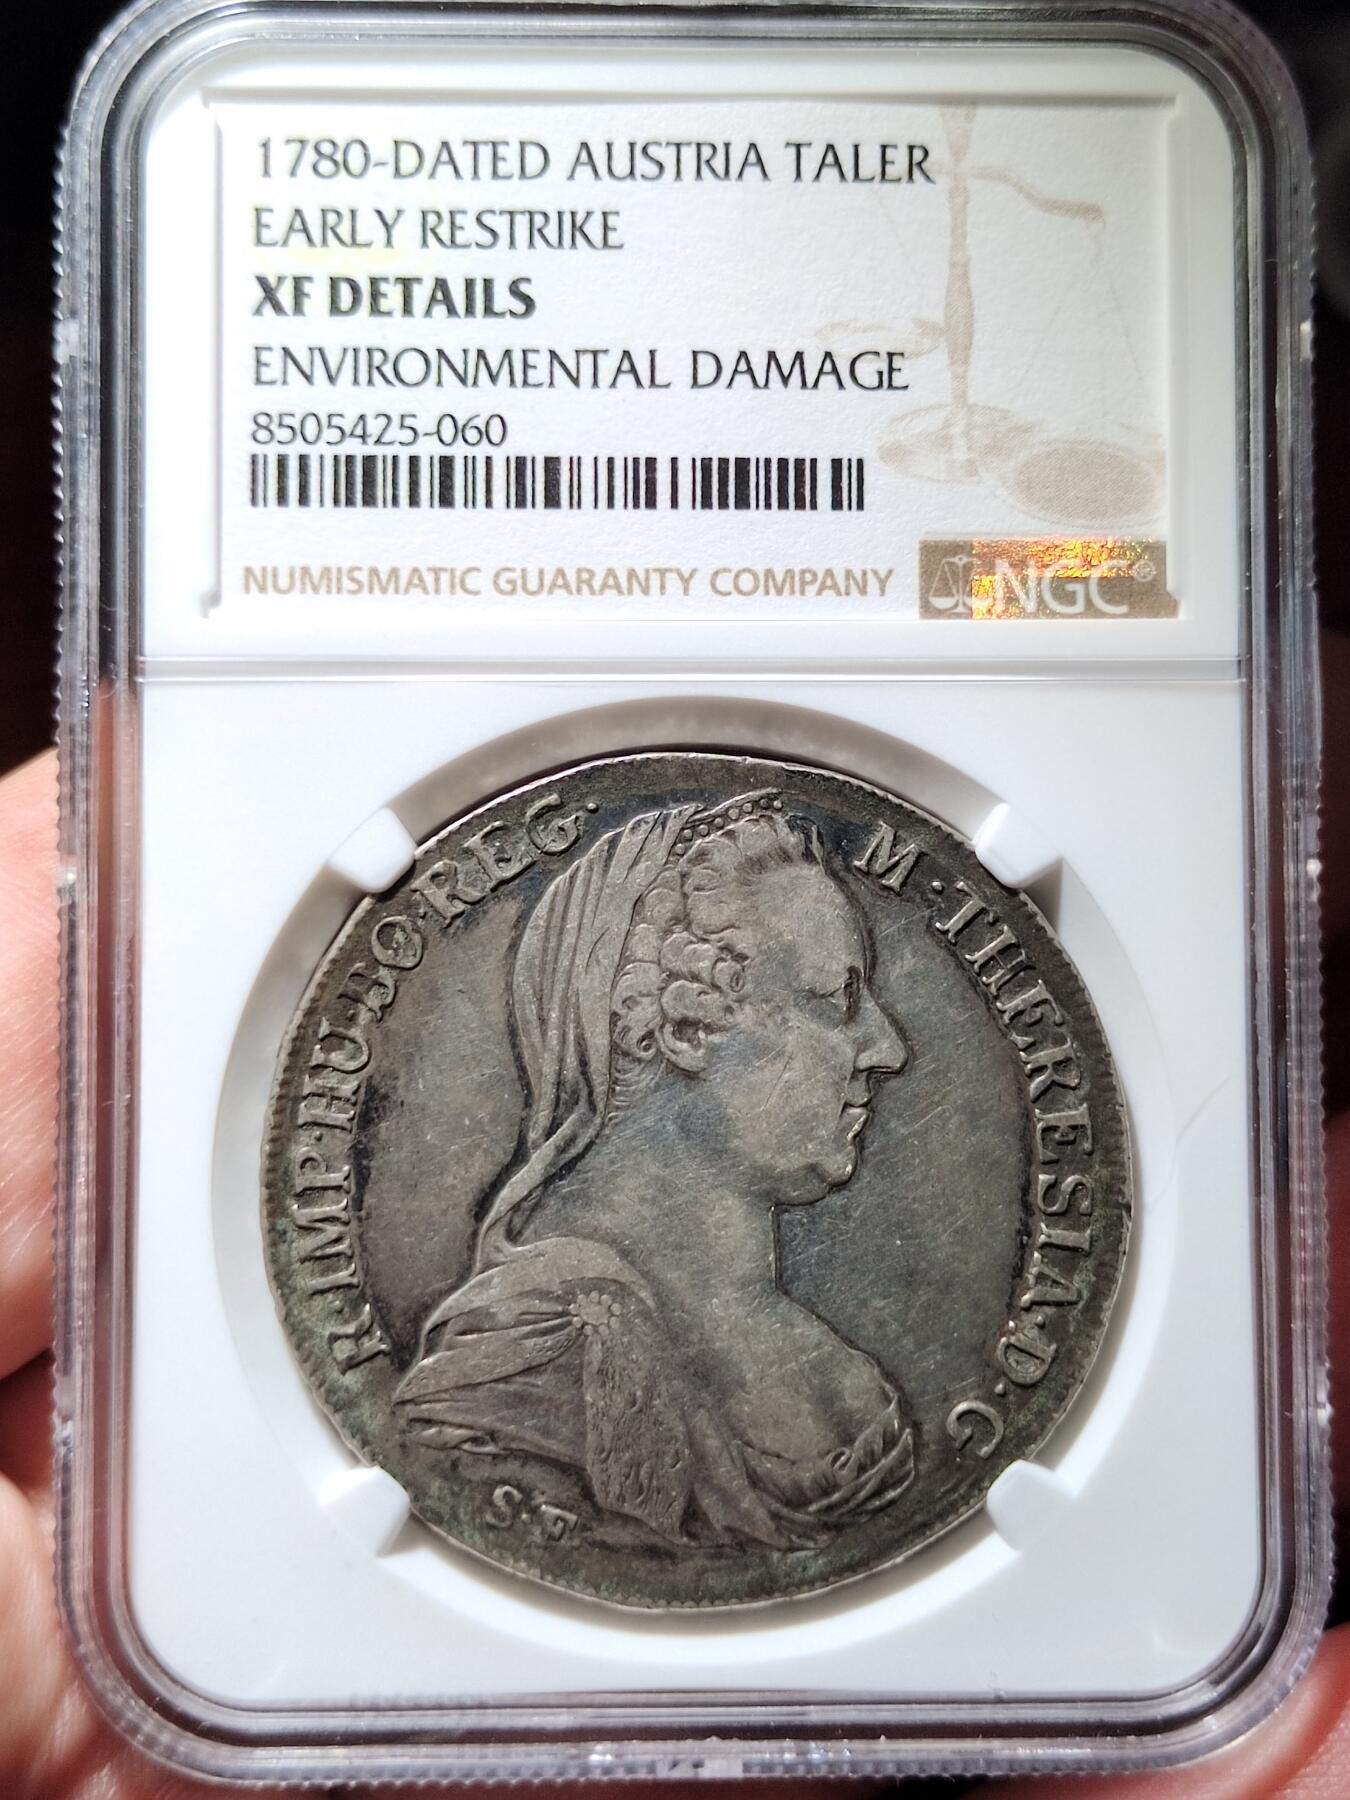 1780-DATED AUSTRIA TALER
EARLY RESTRIKE
XF DETAILS
ENVIRONMENTAL DAMAGE
8505425-060
NUMISMATIC GUARANTY COMPANY
NGC®
R·IMP·HU·BO·REG·
M·THERESIA·D·G
S·F